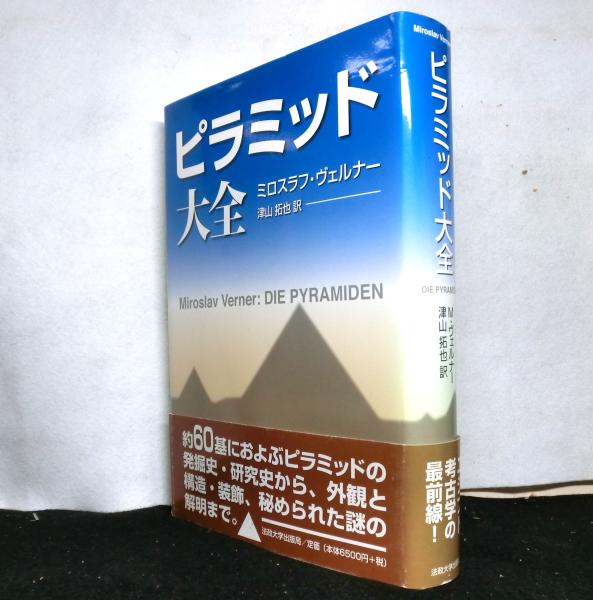 ピラミッド
大全
ミロスラフ・ヴェルナー
津山 拓也 訳
Miroslav Verner: DIE PYRAMIDEN
約60基におよぶピラミッドの
発掘史・研究史から、外観と
構造・装飾、秘められた謎の
解明まで。
法政大学出版局/定価(本体6500円+税)
Miroslav Verner
ピラミッド大全
DIE PYRAMIDEN
M.ヴェルナー
津山拓也 訳
考古学の
最前線!
法政大学出版局